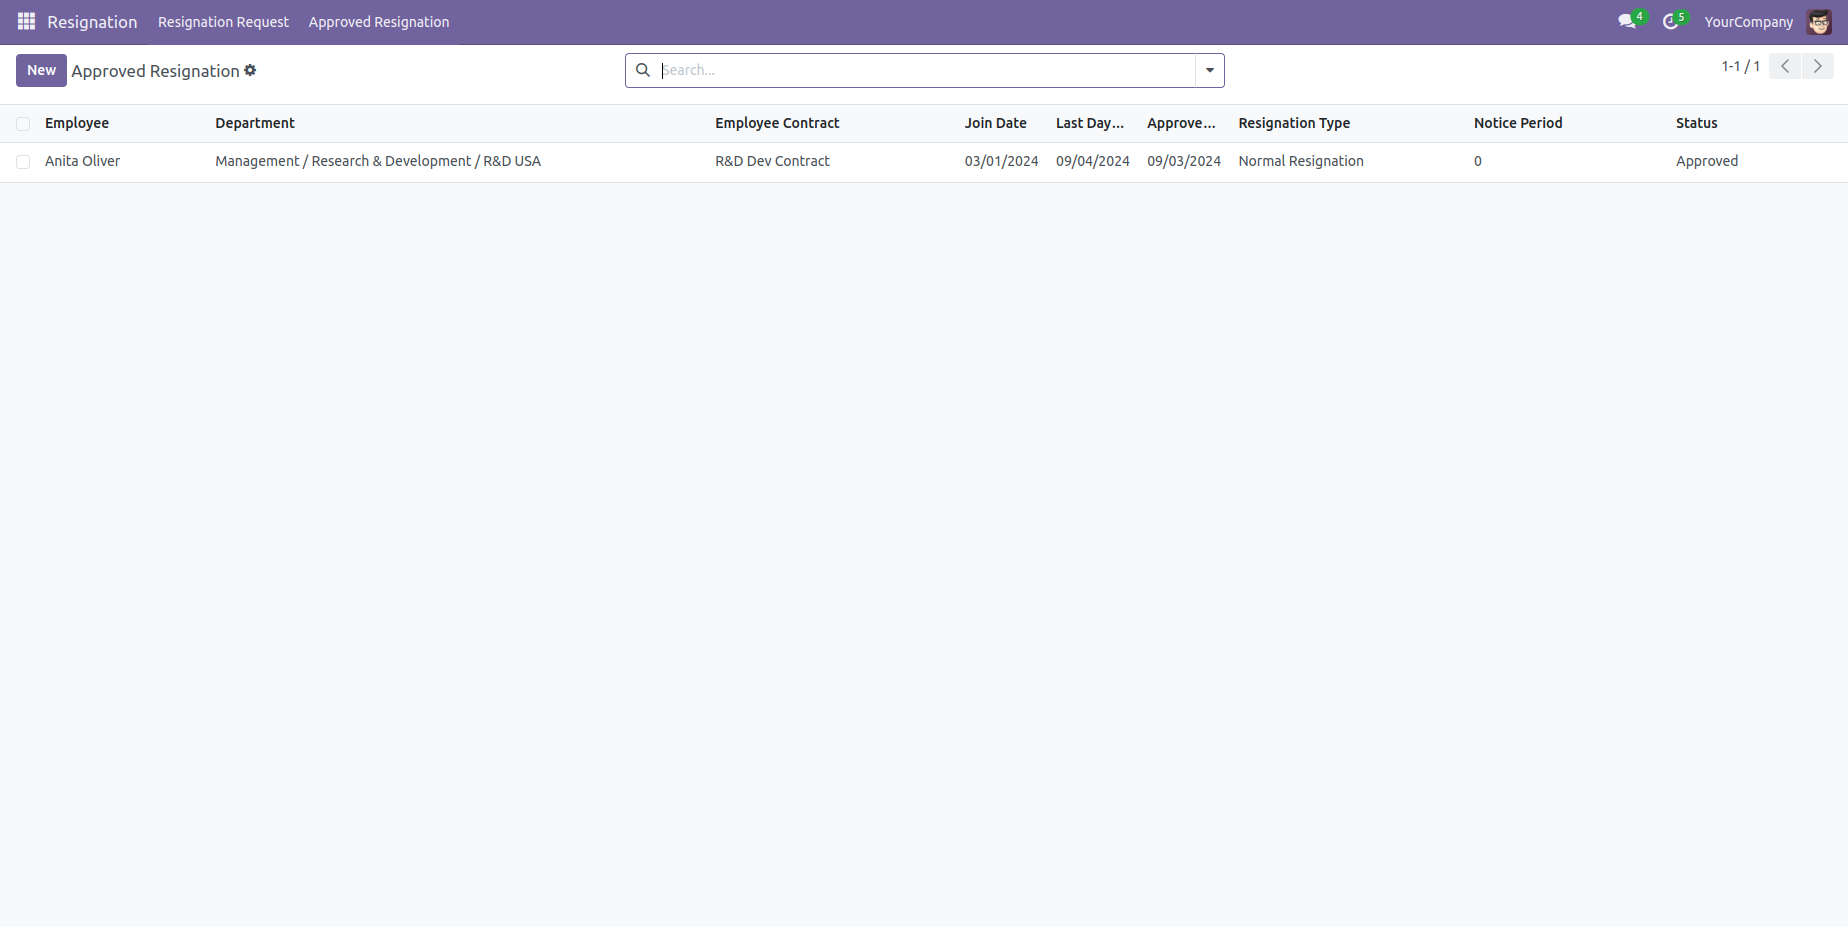 Resignation Resignation Request Approved Resignation 4 5 YourCompany
New Approved Resignation Search... 1-1 / 1
Employee Department Employee Contract Join Date Last Day... Approve... Resignation Type Notice Period Status
Anita Oliver Management / Research & Development / R&D USA R&D Dev Contract 03/01/2024 09/04/2024 09/03/2024 Normal Resignation 0 Approved